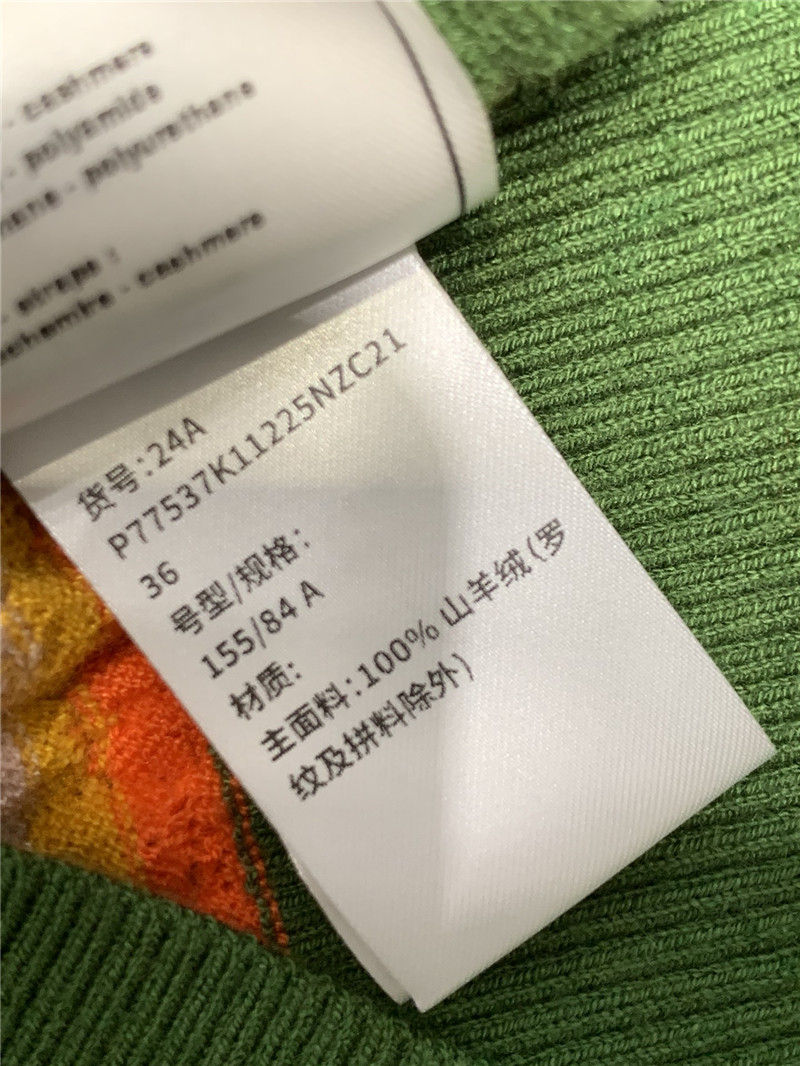 - cashmere
- polyamide
- polyurethane
- straps :
- cashmere
货号:24A
P77537K11225NZC21
36
号型/规格:
155/84 A
材质:
主面料:100% 山羊绒(罗
纹及拼料除外)